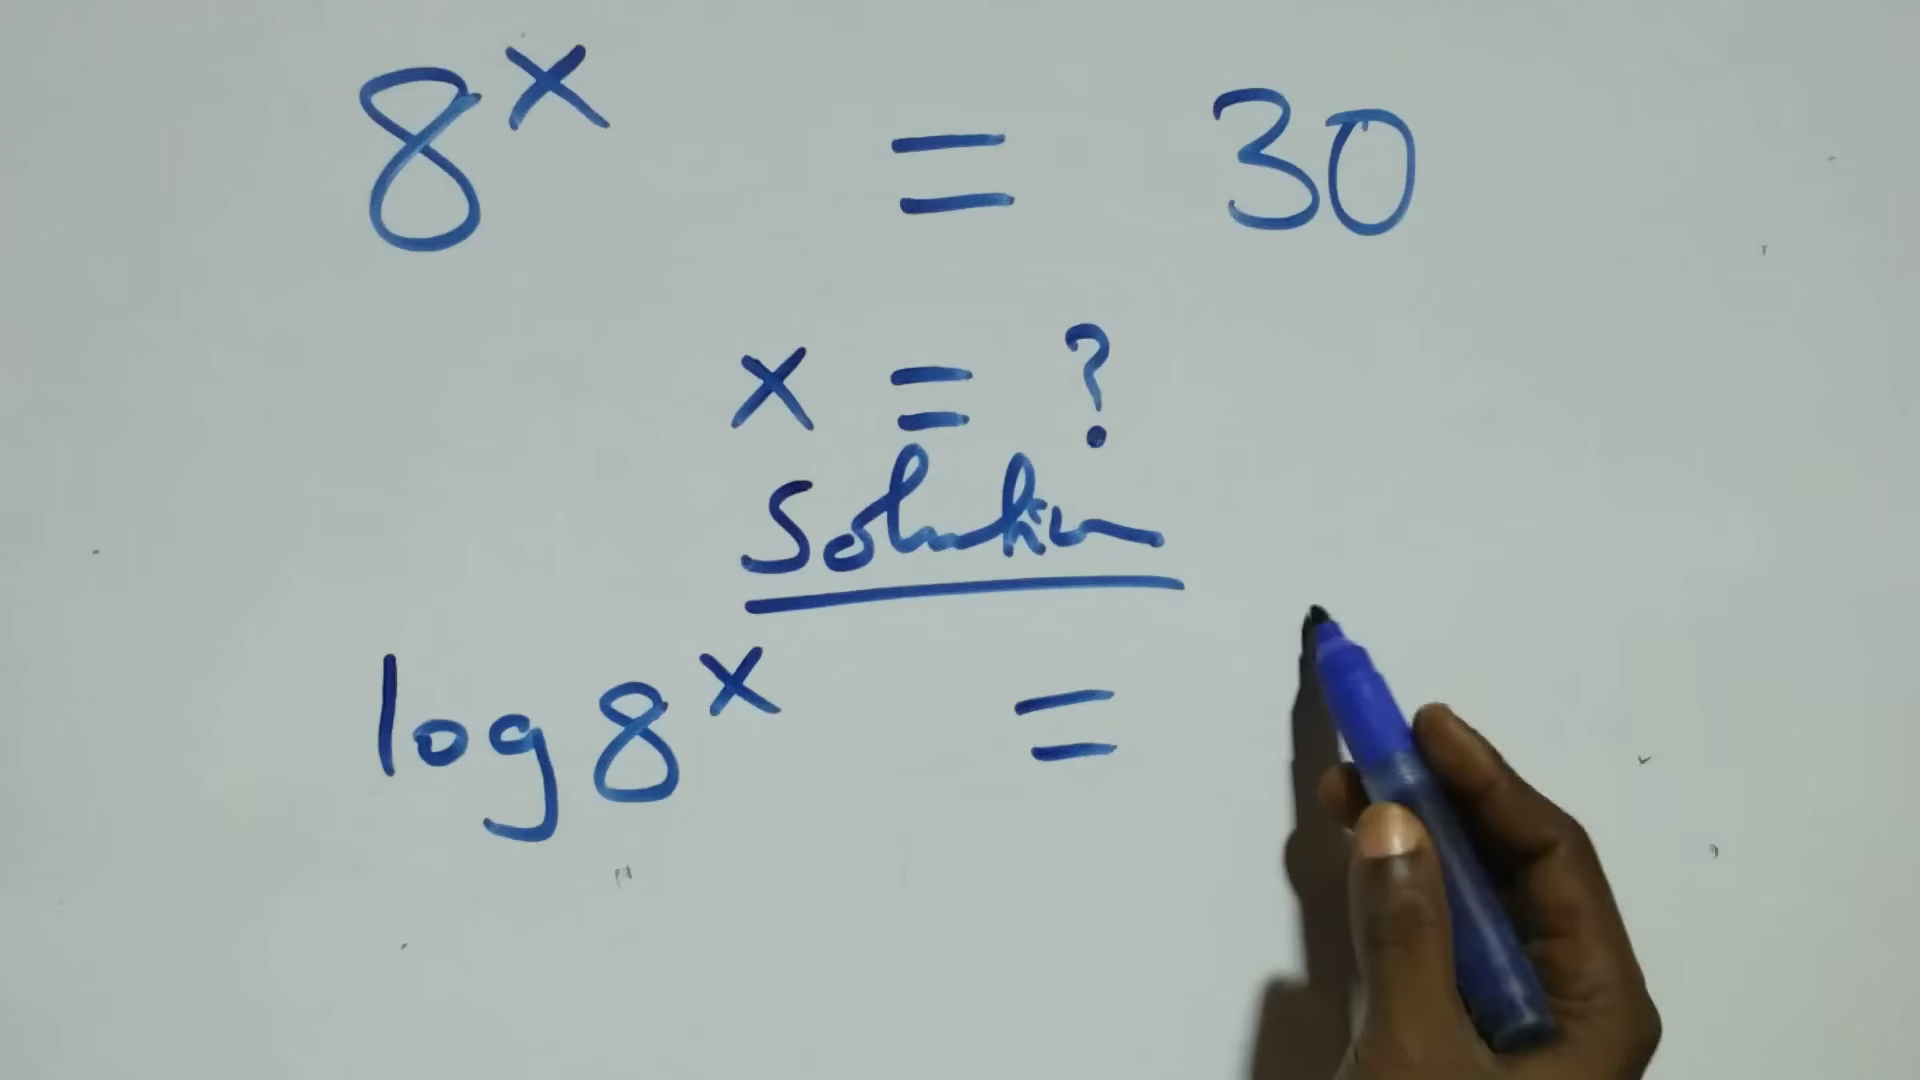 8^x = 30
x = ?
Solution
log 8^x =